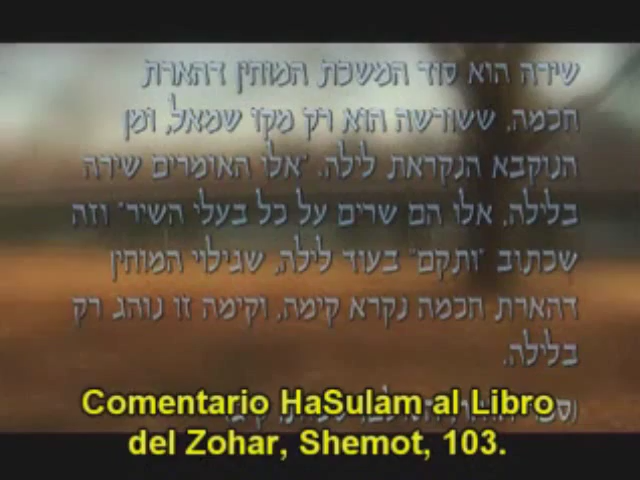 שירה הוא סוד המשכת המוחין דהארת
חכמה, ששורשה הוא רק מקו שמאל, ומן
הנוקבא הנקראת לילה. "אלו האומרים שירה
בלילה, אלו הם שרים על כל בעלי השיר" וזה
שכתוב "ותקם" בעוד לילה, שגילוי המוחין
דהארת חכמה נקרא קימה, וקימה זו נוהג רק
בלילה.
Comentario HaSulam al Libro
del Zohar, Shemot, 103.